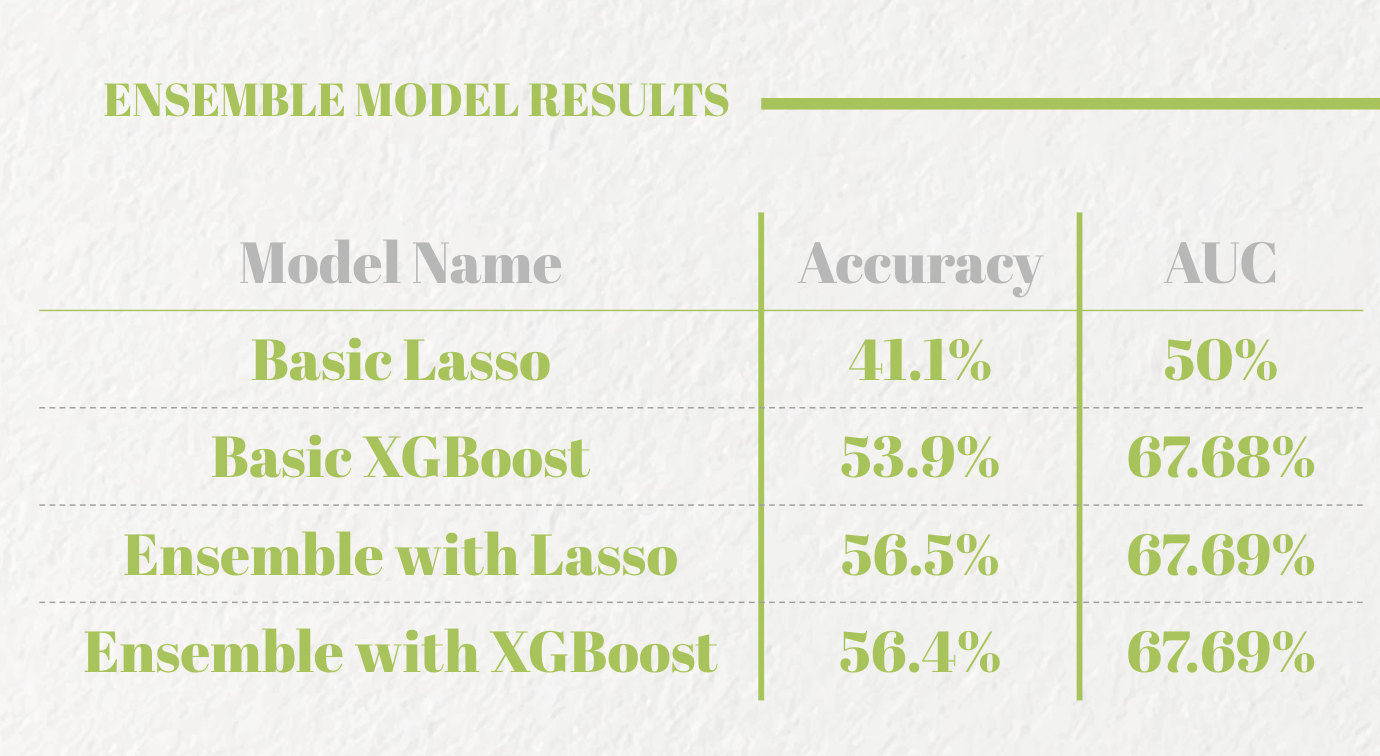 ENSEMBLE MODEL RESULTS
Model Name Accuracy AUC
Basic Lasso 41.1% 50%
Basic XGBoost 53.9% 67.68%
Ensemble with Lasso 56.5% 67.69%
Ensemble with XGBoost 56.4% 67.69%